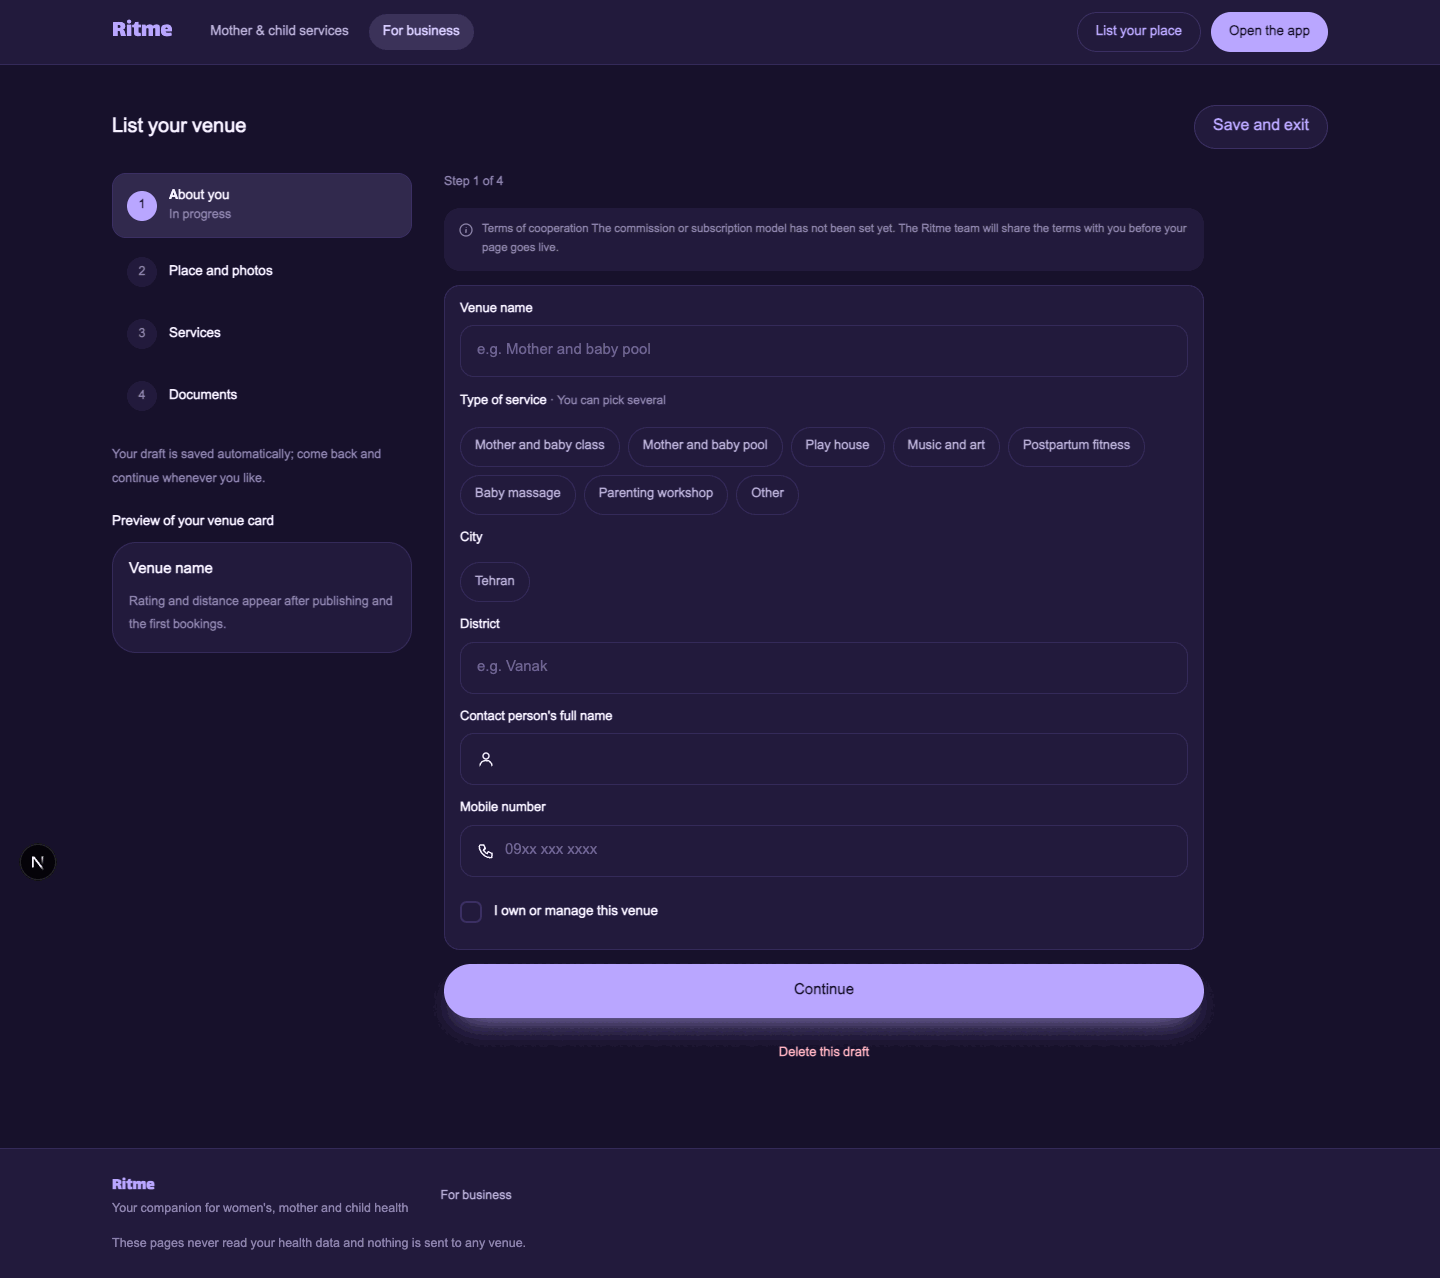 Ritme
Mother & child services
For business
List your place
Open the app
List your venue
Save and exit
1
About you
In progress
2
Place and photos
3
Services
4
Documents
Your draft is saved automatically; come back and
continue whenever you like.
Preview of your venue card
Venue name
Rating and distance appear after publishing and
the first bookings.
Step 1 of 4
Terms of cooperation The commission or subscription model has not been set yet. The Ritme team will share the terms with you before your
page goes live.
Venue name
e.g. Mother and baby pool
Type of service · You can pick several
Mother and baby class
Mother and baby pool
Play house
Music and art
Postpartum fitness
Baby massage
Parenting workshop
Other
City
Tehran
District
e.g. Vanak
Contact person's full name
Mobile number
09xx xxx xxxx
I own or manage this venue
Continue
Delete this draft
N
Ritme
Your companion for women's, mother and child health
For business
These pages never read your health data and nothing is sent to any venue.